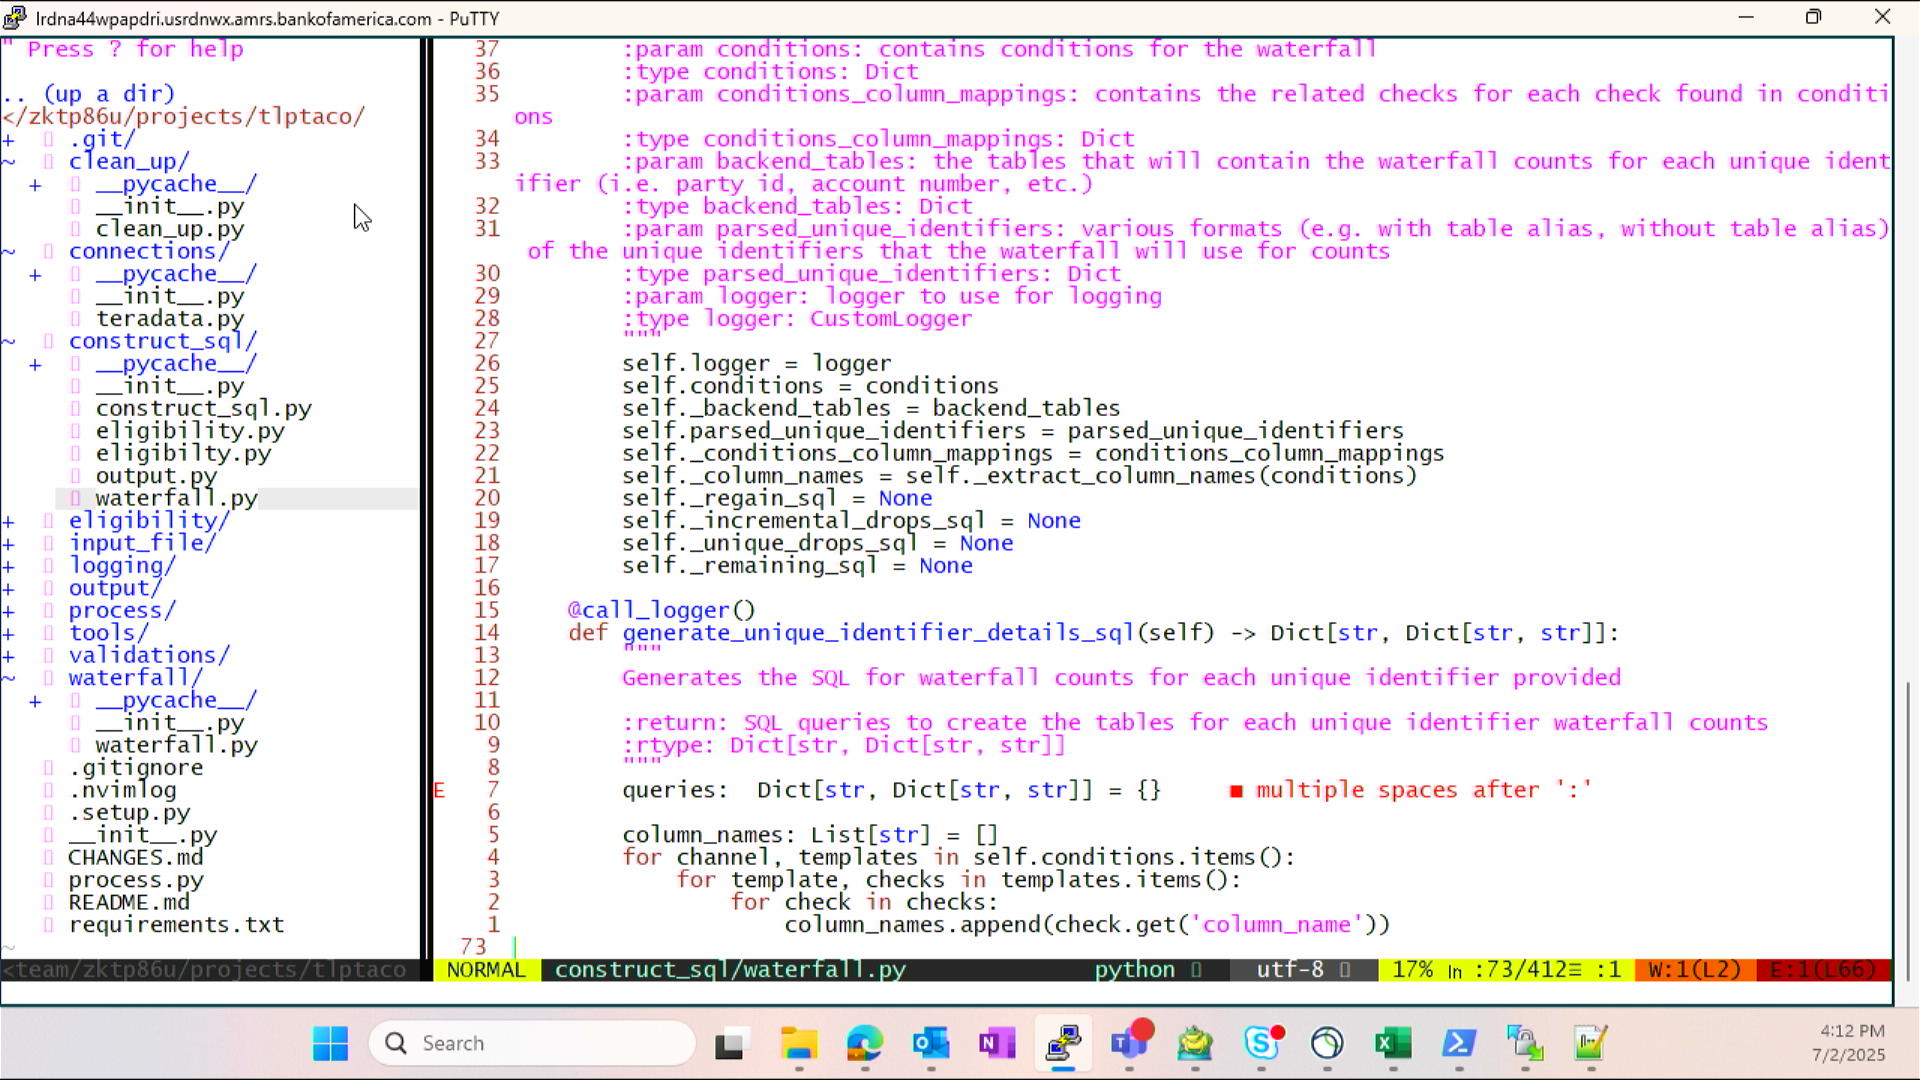 lrdna44wpapdri.usrdnwx.amrs.bankofamerica.com - PuTTY
" Press ? for help
.. (up a dir)
</zktp86u/projects/tlptaco/
+ .git/
~ clean_up/
+ __pycache__/
__init__.py
clean_up.py
~ connections/
+ __pycache__/
__init__.py
teradata.py
~ construct_sql/
+ __pycache__/
__init__.py
construct_sql.py
eligibility.py
eligibilty.py
output.py
waterfall.py
+ eligibility/
+ input_file/
+ logging/
+ output/
+ process/
+ tools/
+ validations/
~ waterfall/
+ __pycache__/
__init__.py
waterfall.py
.gitignore
.nvimlog
.setup.py
__init__.py
CHANGES.md
process.py
README.md
requirements.txt
~
<team/zktp86u/projects/tlptaco
37 :param conditions: contains conditions for the waterfall
36 :type conditions: Dict
35 :param conditions_column_mappings: contains the related checks for each check found in conditi
ons
34 :type conditions_column_mappings: Dict
33 :param backend_tables: the tables that will contain the waterfall counts for each unique ident
ifier (i.e. party id, account number, etc.)
32 :type backend_tables: Dict
31 :param parsed_unique_identifiers: various formats (e.g. with table alias, without table alias)
of the unique identifiers that the waterfall will use for counts
30 :type parsed_unique_identifiers: Dict
29 :param logger: logger to use for logging
28 :type logger: CustomLogger
27 """
26 self.logger = logger
25 self.conditions = conditions
24 self._backend_tables = backend_tables
23 self.parsed_unique_identifiers = parsed_unique_identifiers
22 self._conditions_column_mappings = conditions_column_mappings
21 self._column_names = self._extract_column_names(conditions)
20 self._regain_sql = None
19 self._incremental_drops_sql = None
18 self._unique_drops_sql = None
17 self._remaining_sql = None
16
15 @call_logger()
14 def generate_unique_identifier_details_sql(self) -> Dict[str, Dict[str, str]]:
13 """
12 Generates the SQL for waterfall counts for each unique identifier provided
11
10 :return: SQL queries to create the tables for each unique identifier waterfall counts
9 :rtype: Dict[str, Dict[str, str]]
8 """
E 7 queries:  Dict[str, Dict[str, str]] = {} ■ multiple spaces after ':'
6
5 column_names: List[str] = []
4 for channel, templates in self.conditions.items():
3 for template, checks in templates.items():
2 for check in checks:
1 column_names.append(check.get('column_name'))
73
NORMAL construct_sql/waterfall.py python utf-8 17% ln :73/412≡ :1 W:1(L2) E:1(L66)
Search
4:12 PM
7/2/2025